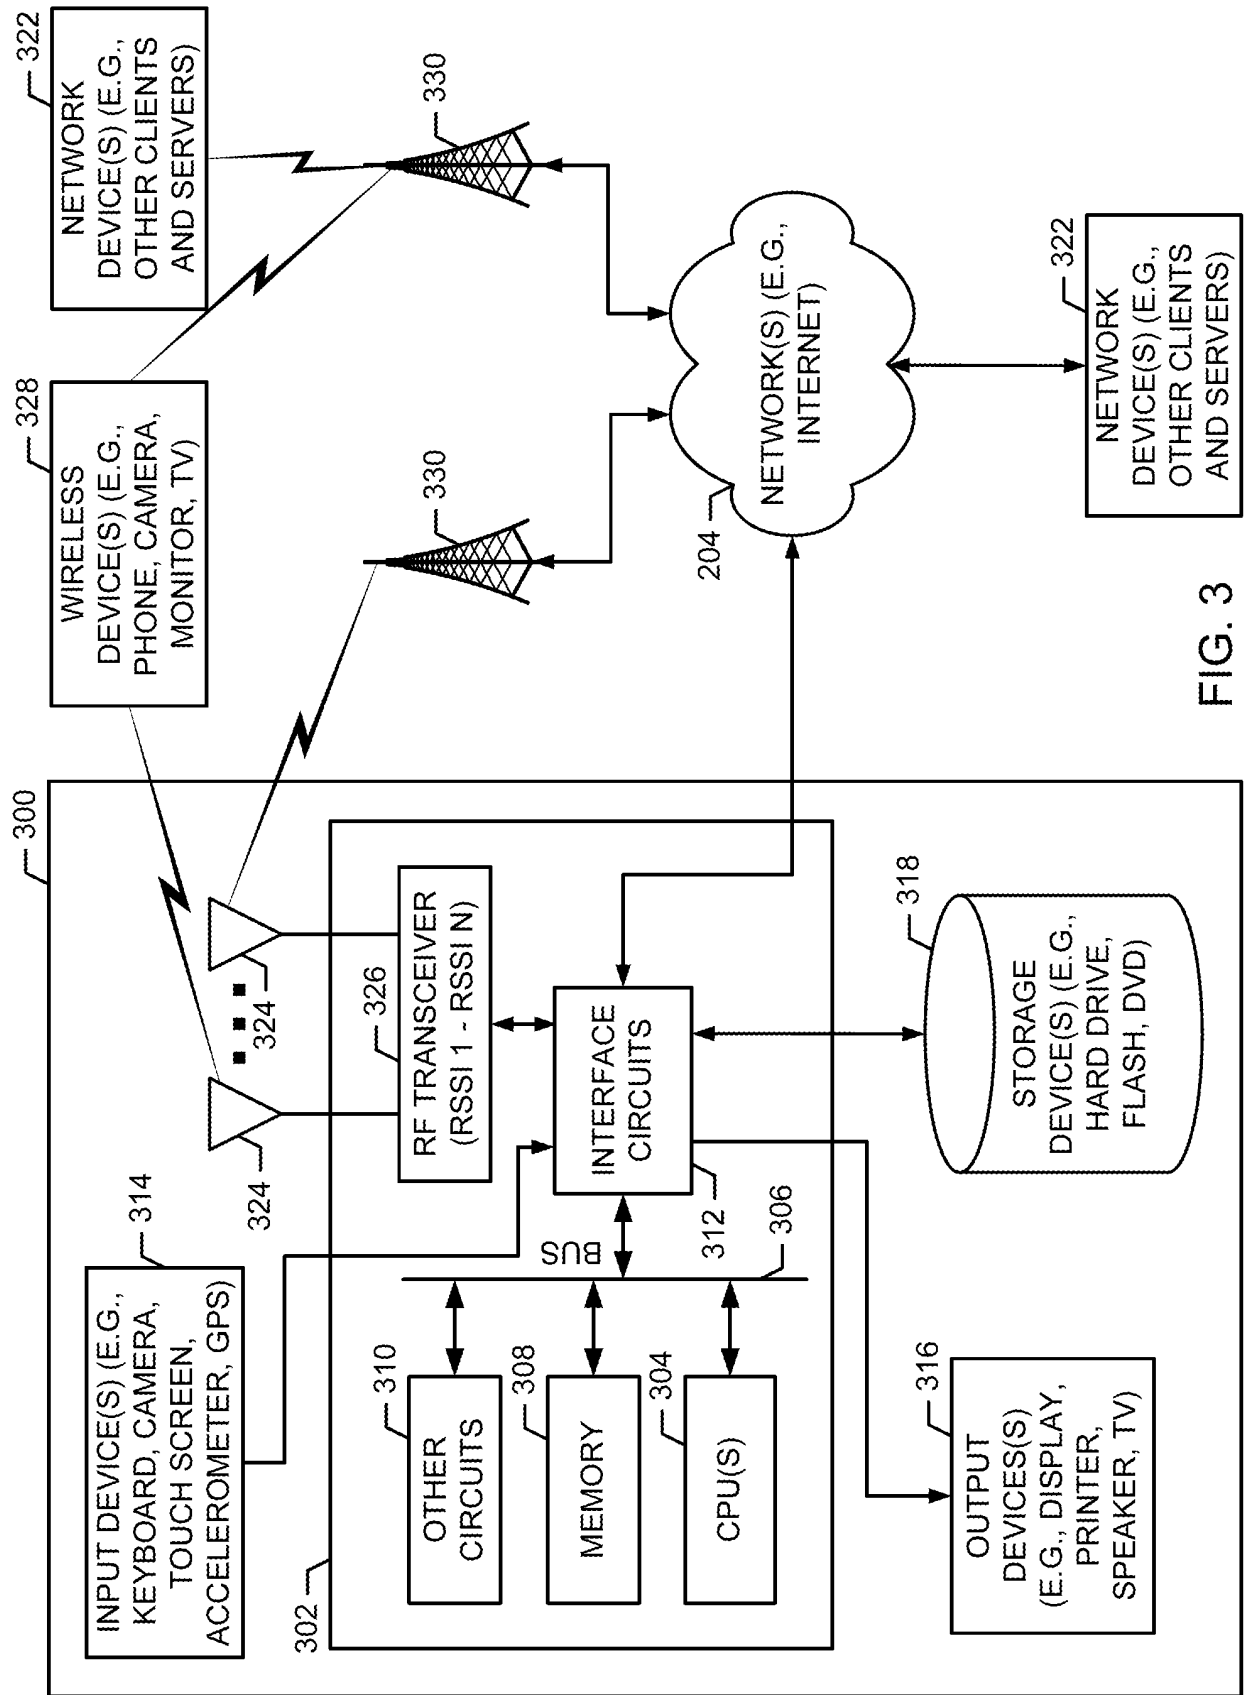 300
INPUT DEVICE(S) (E.G.,
KEYBOARD, CAMERA,
TOUCH SCREEN,
ACCELEROMETER, GPS)
314
324
324
328
WIRELESS
DEVICE(S) (E.G.,
PHONE, CAMERA,
MONITOR, TV)
322
NETWORK
DEVICE(S) (E.G.,
OTHER CLIENTS
AND SERVERS)
302
326
RF TRANSCEIVER
(RSSI 1 - RSSI N)
330
330
310
OTHER
CIRCUITS
308
MEMORY
304
CPU(S)
BUS
306
INTERFACE
CIRCUITS
312
204
NETWORK(S) (E.G.,
INTERNET)
316
OUTPUT
DEVICES(S)
(E.G., DISPLAY,
PRINTER,
SPEAKER, TV)
318
STORAGE
DEVICE(S) (E.G.,
HARD DRIVE,
FLASH, DVD)
322
NETWORK
DEVICE(S) (E.G.,
OTHER CLIENTS
AND SERVERS)
FIG. 3